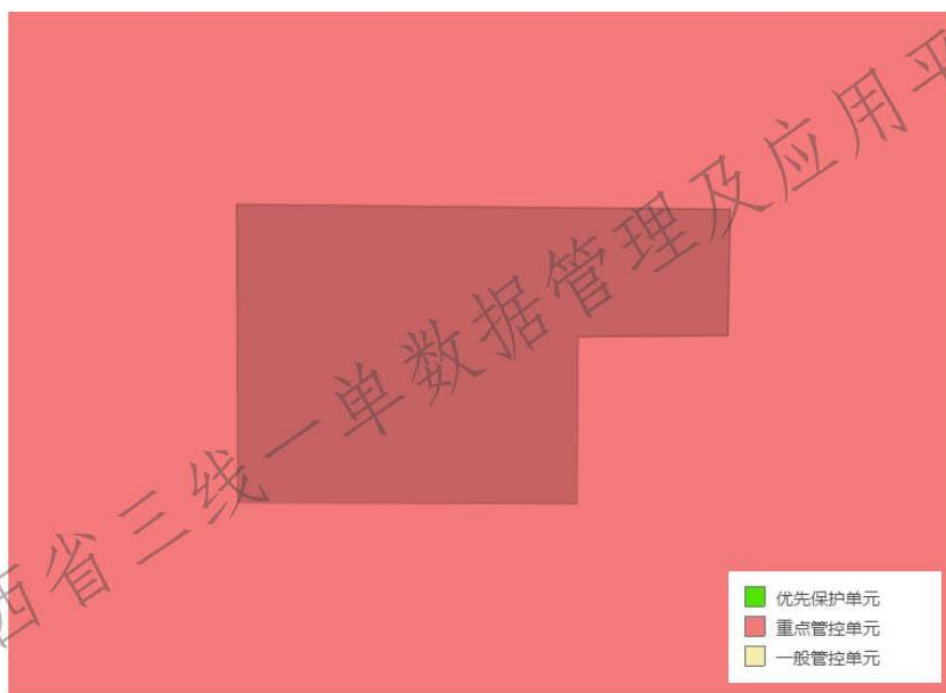 西省三线一单数据管理及应用平
优先保护单元
重点管控单元
一般管控单元